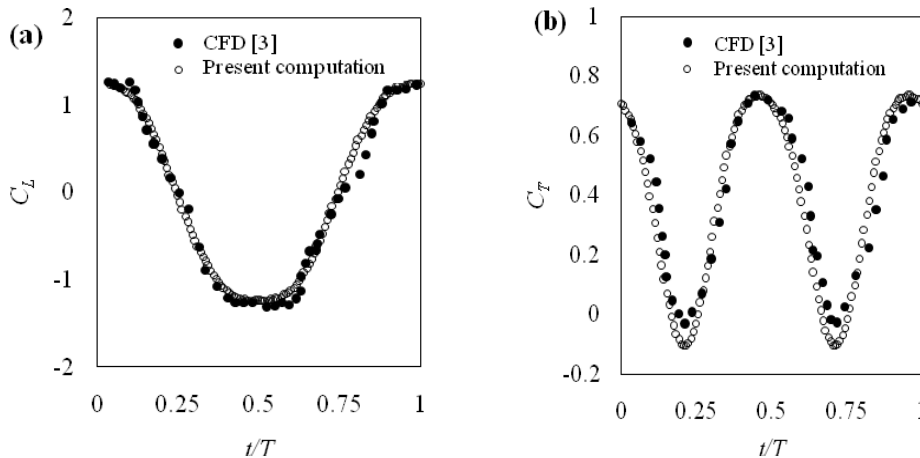 (a)
2
1
0
-1
-2
C_L
CFD [3]
Present computation
0
0.25
0.5
0.75
1
t/T
(b)
1
0.8
0.6
0.4
0.2
0
-0.2
C_T
CFD [3]
Present computation
0
0.25
0.5
0.75
1
t/T